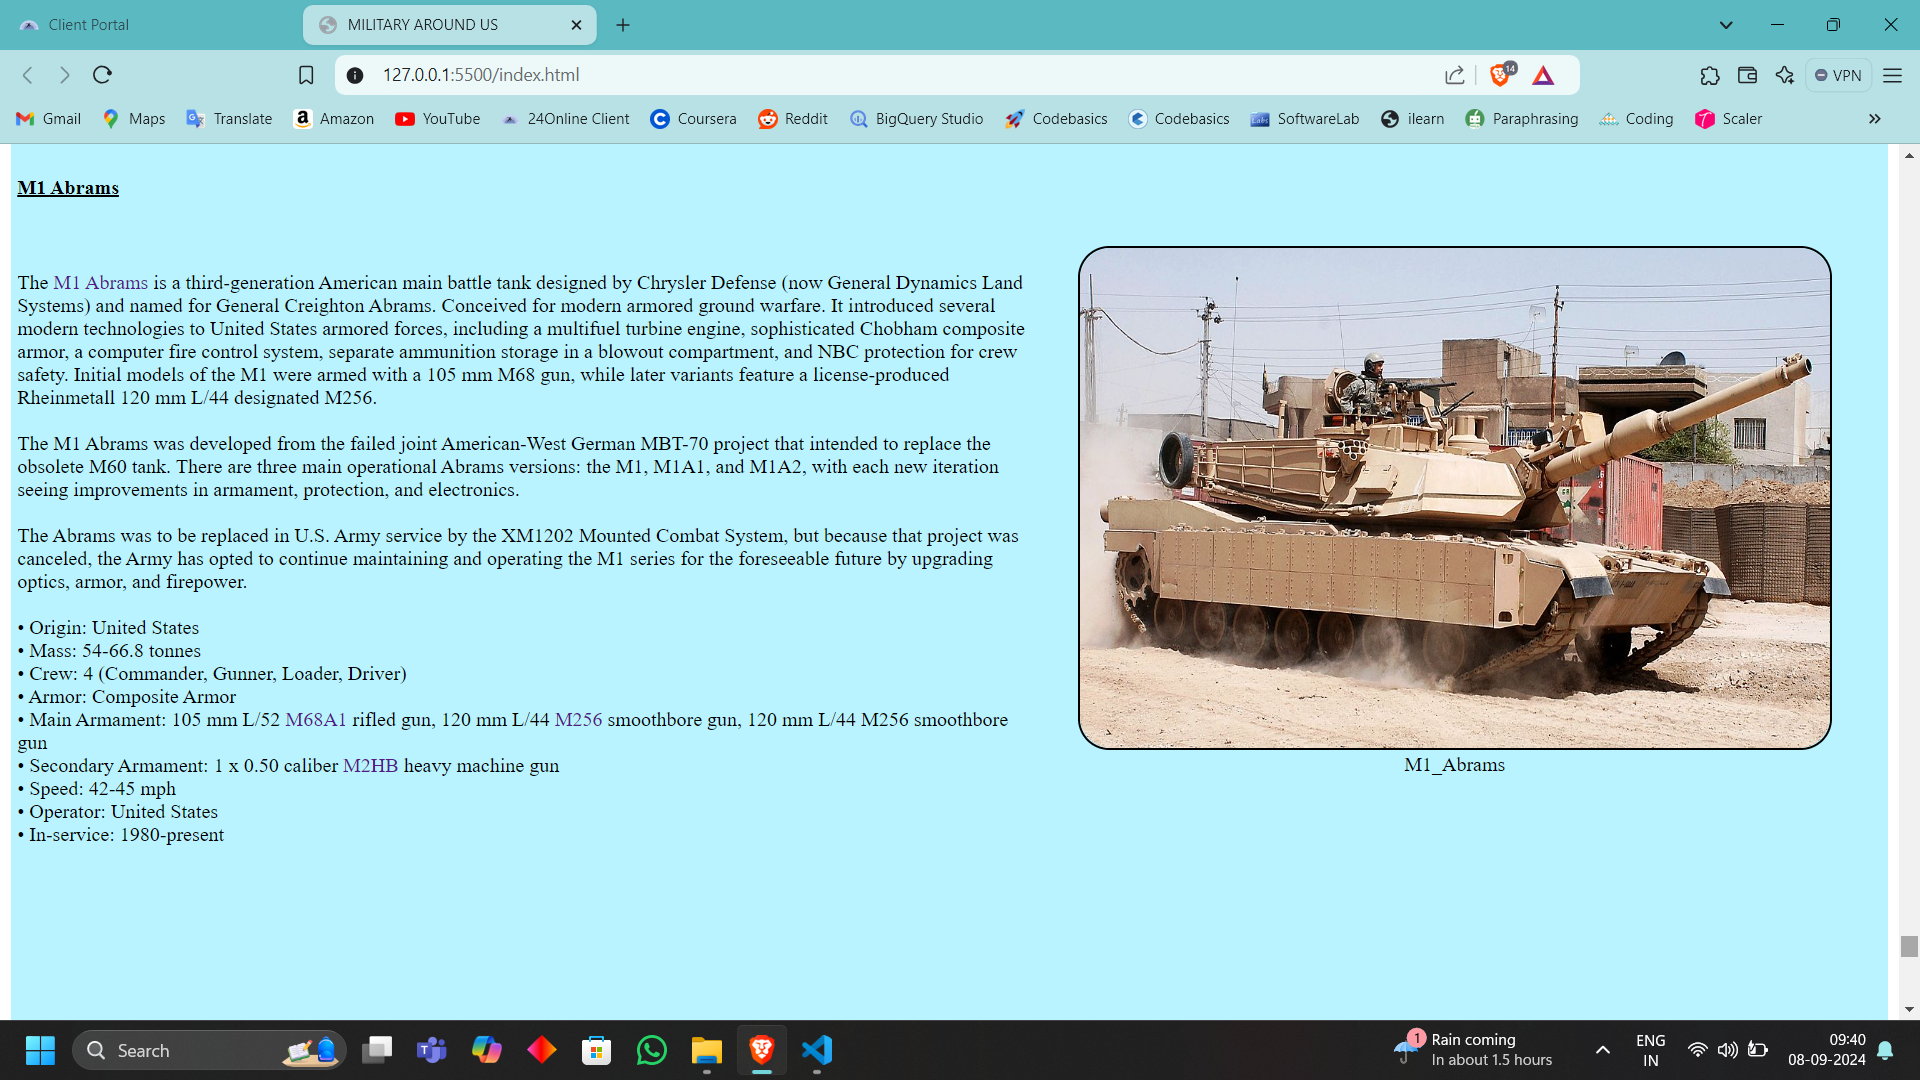 Client Portal
MILITARY AROUND US
127.0.0.1:5500/index.html
14
VPN
Gmail
Maps
Translate
Amazon
YouTube
24Online Client
Coursera
Reddit
BigQuery Studio
Codebasics
Codebasics
SoftwareLab
ilearn
Paraphrasing
Coding
Scaler
M1 Abrams
The M1 Abrams is a third-generation American main battle tank designed by Chrysler Defense (now General Dynamics Land
Systems) and named for General Creighton Abrams. Conceived for modern armored ground warfare. It introduced several
modern technologies to United States armored forces, including a multifuel turbine engine, sophisticated Chobham composite
armor, a computer fire control system, separate ammunition storage in a blowout compartment, and NBC protection for crew
safety. Initial models of the M1 were armed with a 105 mm M68 gun, while later variants feature a license-produced
Rheinmetall 120 mm L/44 designated M256.
The M1 Abrams was developed from the failed joint American-West German MBT-70 project that intended to replace the
obsolete M60 tank. There are three main operational Abrams versions: the M1, M1A1, and M1A2, with each new iteration
seeing improvements in armament, protection, and electronics.
The Abrams was to be replaced in U.S. Army service by the XM1202 Mounted Combat System, but because that project was
canceled, the Army has opted to continue maintaining and operating the M1 series for the foreseeable future by upgrading
optics, armor, and firepower.
• Origin: United States
• Mass: 54-66.8 tonnes
• Crew: 4 (Commander, Gunner, Loader, Driver)
• Armor: Composite Armor
• Main Armament: 105 mm L/52 M68A1 rifled gun, 120 mm L/44 M256 smoothbore gun, 120 mm L/44 M256 smoothbore
gun
• Secondary Armament: 1 x 0.50 caliber M2HB heavy machine gun
• Speed: 42-45 mph
• Operator: United States
• In-service: 1980-present
M1_Abrams
Search
1
Rain coming
In about 1.5 hours
ENG
IN
09:40
08-09-2024